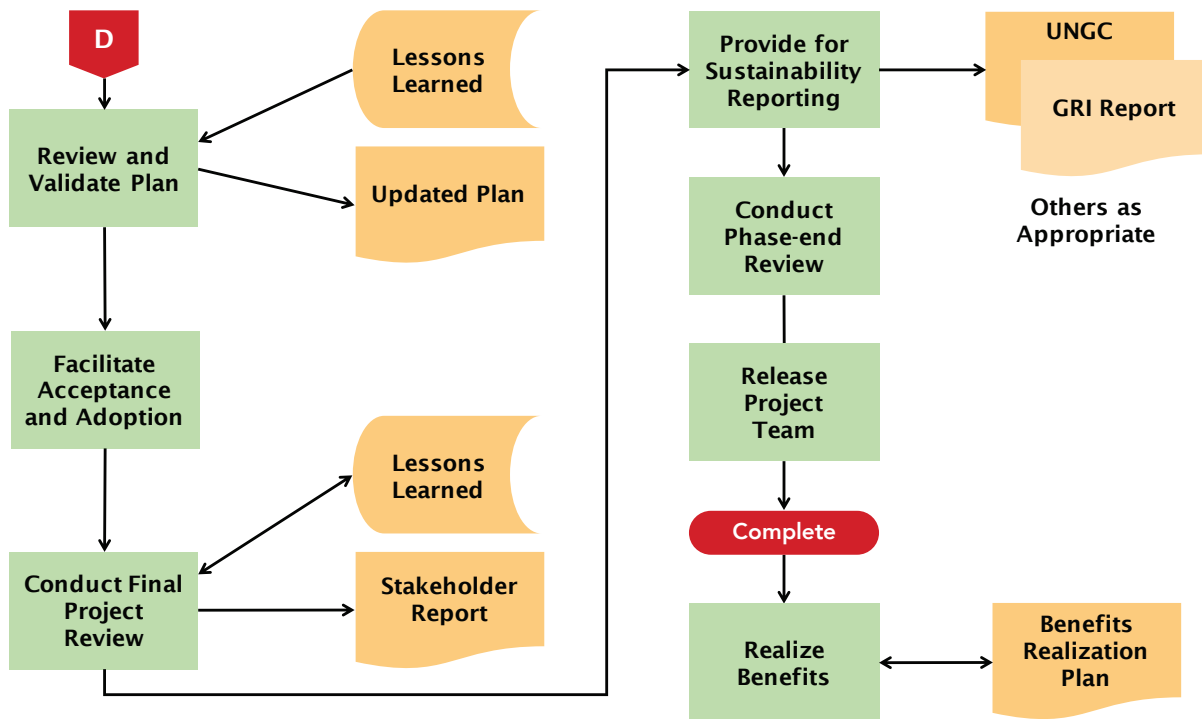 D
Lessons
Learned
Review and
Validate Plan
Updated Plan
Facilitate
Acceptance
and Adoption
Lessons
Learned
Conduct Final
Project
Review
Stakeholder
Report
Provide for
Sustainability
Reporting
UNGC
GRI Report
Others as
Appropriate
Conduct
Phase-end
Review
Release
Project
Team
Complete
Realize
Benefits
Benefits
Realization
Plan